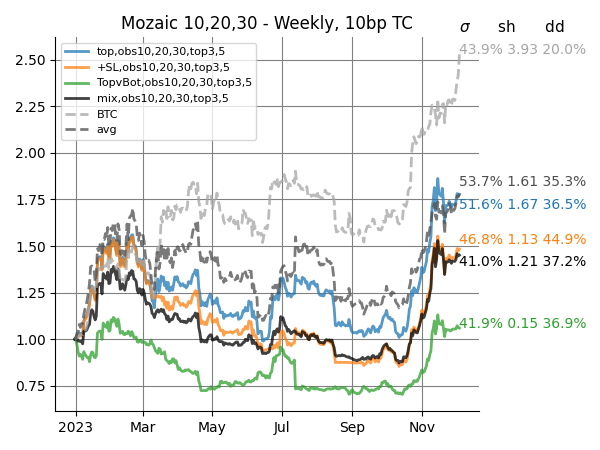 Mozaic 10,20,30 - Weekly, 10bp TC
σ sh dd
top,obs10,20,30,top3,5
+SL,obs10,20,30,top3,5
TopvBot,obs10,20,30,top3,5
mix,obs10,20,30,top3,5
BTC
avg
43.9% 3.93 20.0%
53.7% 1.61 35.3%
51.6% 1.67 36.5%
46.8% 1.13 44.9%
41.0% 1.21 37.2%
41.9% 0.15 36.9%
2.50
2.25
2.00
1.75
1.50
1.25
1.00
0.75
2023 Mar May Jul Sep Nov